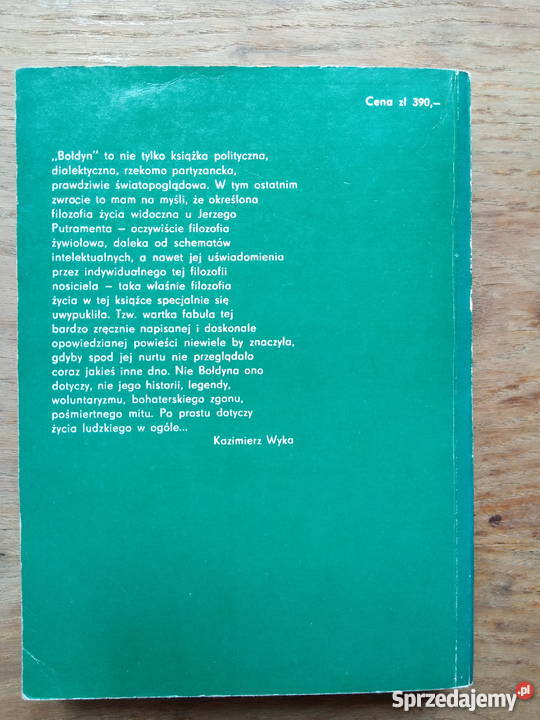 Cena zł 390,—
„Bołdyn" to nie tylko książka polityczna,
dialektyczna, rzekomo partyzancka,
prawdziwie światopoglądowa. W tym ostatnim
zwrocie to mam na myśli, że określona
filozofia życia widoczna u Jerzego
Putramenta — oczywiście filozofia
żywiołowa, daleka od schematów
intelektualnych, a nawet jej uświadomienia
przez indywidualnego tej filozofii
nosiciela — taka właśnie filozofia
życia w tej książce specjalnie się
uwypukliła. Tzw. wartka fabuła tej
bardzo zręcznie napisanej i doskonale
opowiedzianej powieści niewiele by znaczyła,
gdyby spod jej nurtu nie przeglądało
coraz jakieś inne dno. Nie Bołdyna ono
dotyczy, nie jego historii, legendy,
woluntaryzmu, bohaterskiego zgonu,
pośmiertnego mitu. Po prostu dotyczy
życia ludzkiego w ogóle...
Kazimierz Wyka
Sprzedajemy.pl